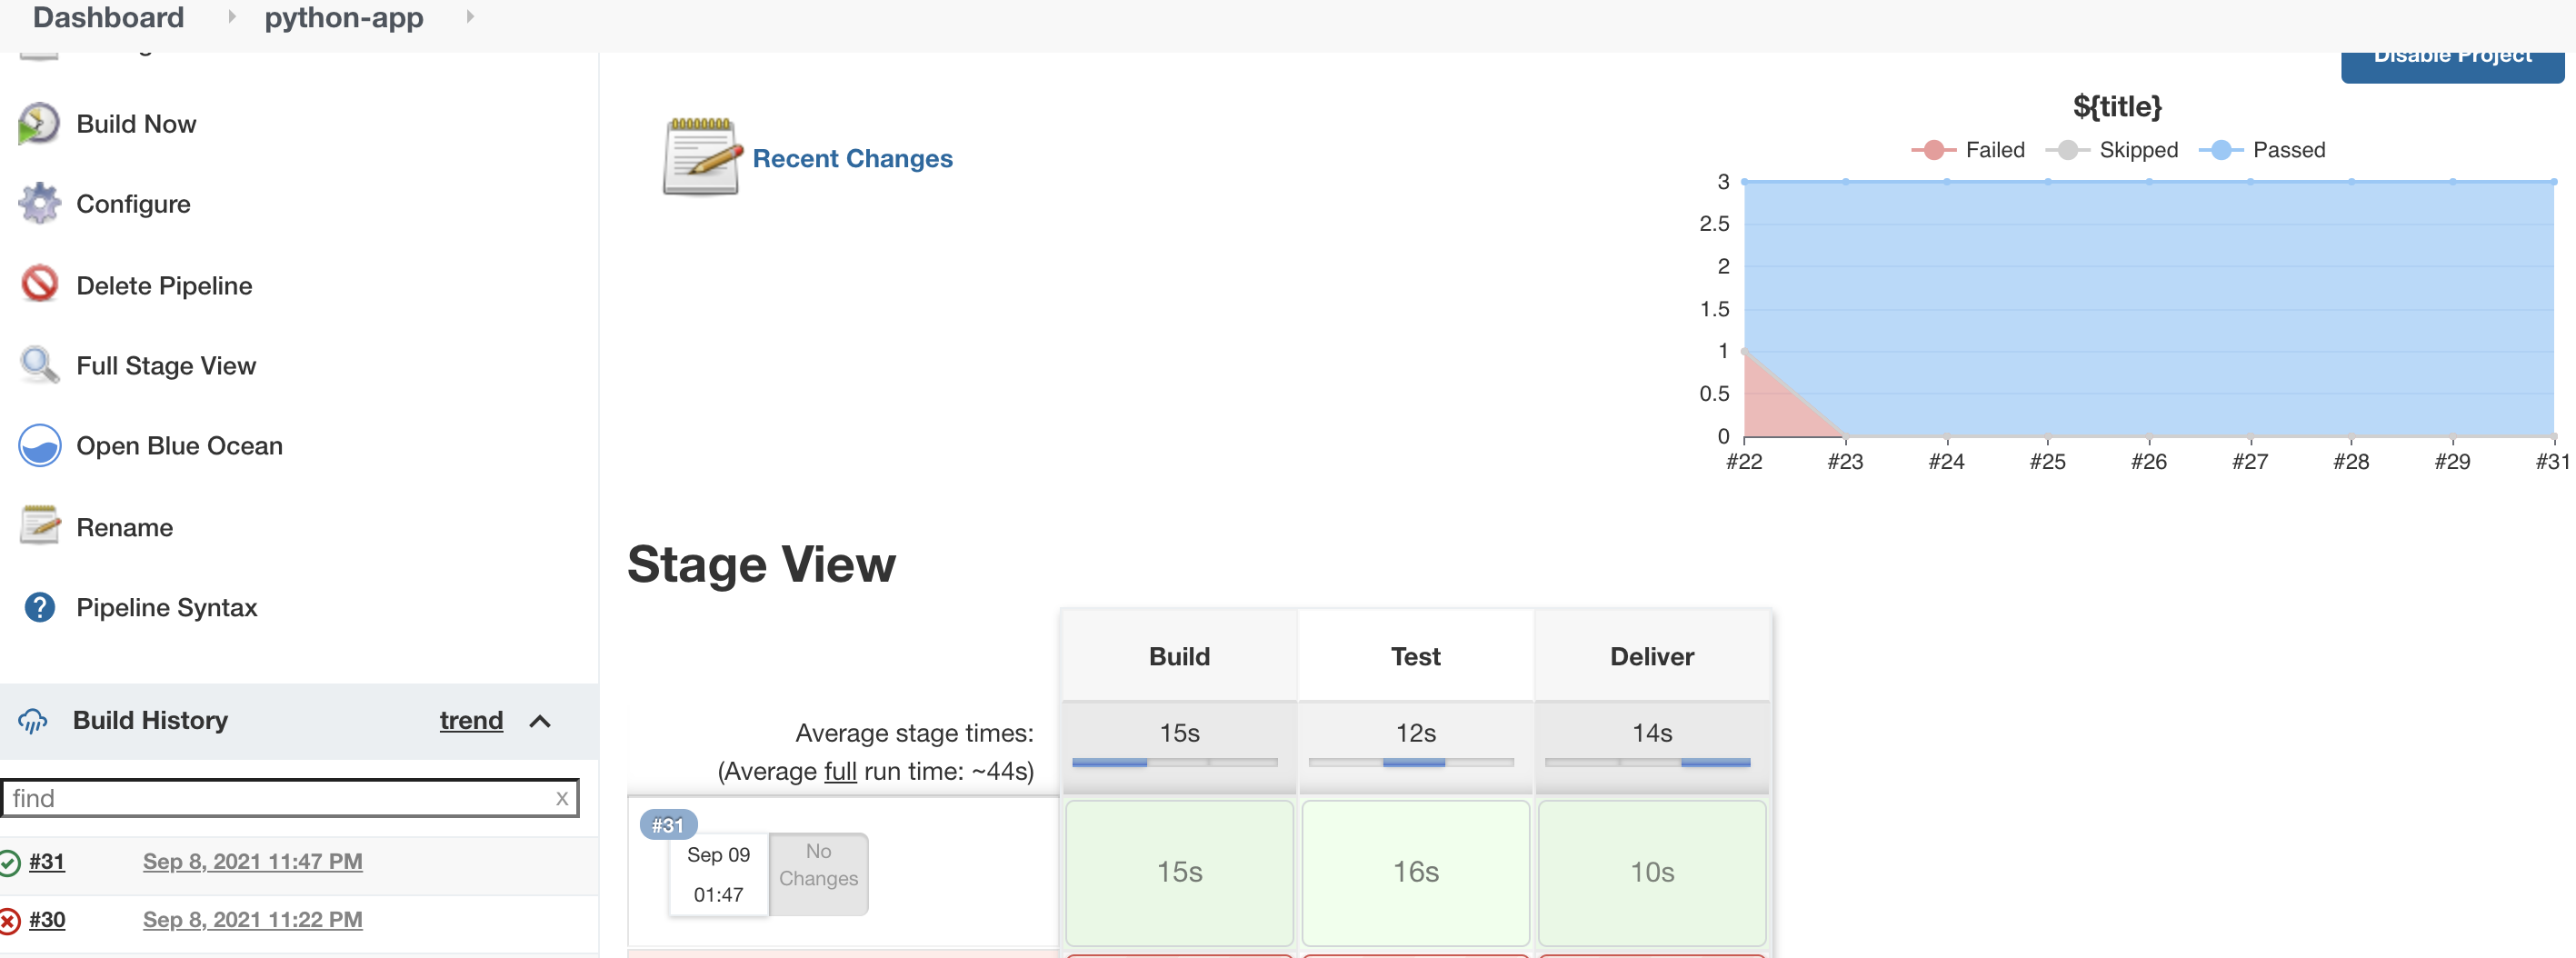 Dashboard python-app
Disable Project
Build Now
Configure
Delete Pipeline
Full Stage View
Open Blue Ocean
Rename
Pipeline Syntax
Build History trend
find x
#31 Sep 8, 2021 11:47 PM
#30 Sep 8, 2021 11:22 PM
Recent Changes
${title}
Failed Skipped Passed
3
2.5
2
1.5
1
0.5
0
#22 #23 #24 #25 #26 #27 #28 #29 #31
Stage View
Build Test Deliver
Average stage times: 15s 12s 14s
(Average full run time: ~44s)
#31
Sep 09
01:47
No
Changes
15s 16s 10s